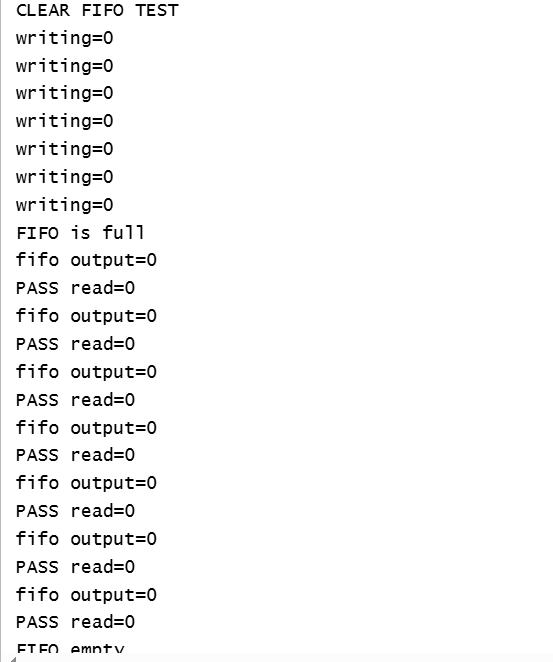 CLEAR FIFO TEST
writing=0
writing=0
writing=0
writing=0
writing=0
writing=0
writing=0
FIFO is full
fifo output=0
PASS read=0
fifo output=0
PASS read=0
fifo output=0
PASS read=0
fifo output=0
PASS read=0
fifo output=0
PASS read=0
fifo output=0
PASS read=0
fifo output=0
PASS read=0
FIFO empty